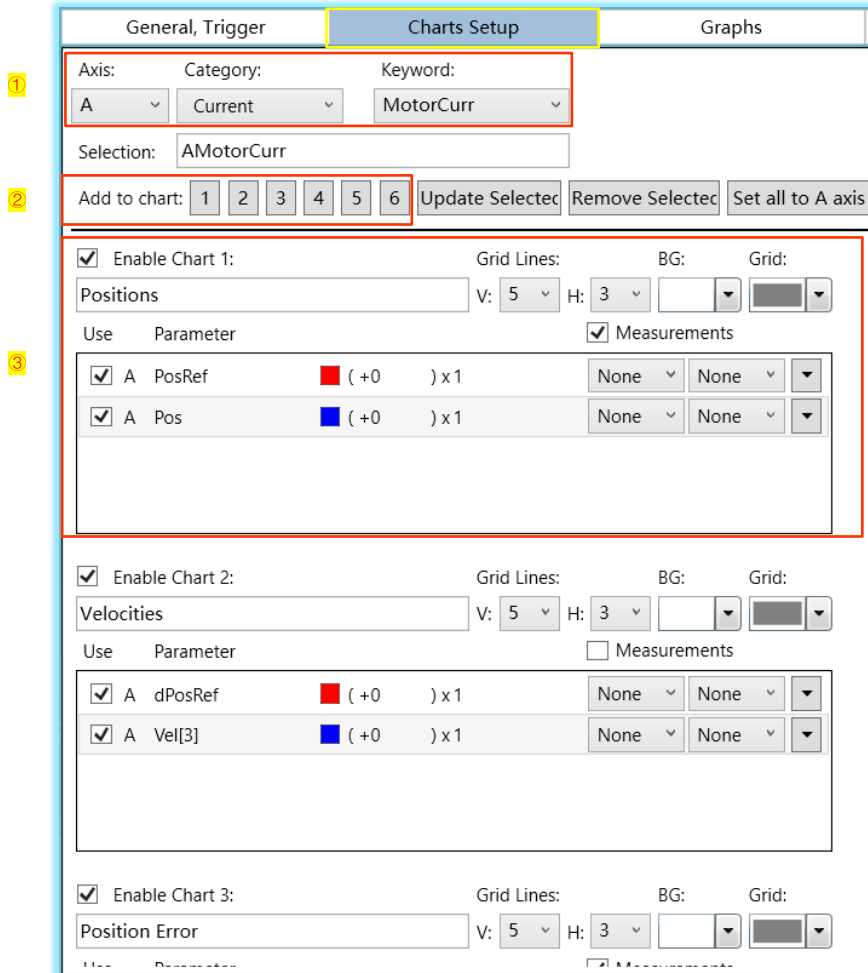 General, Trigger Charts Setup Graphs
Axis: Category: Keyword:
① A Current MotorCurr
Selection: AMotorCurr
② Add to chart: 1 2 3 4 5 6 Update Selectec Remove Selectec Set all to A axis
Enable Chart 1: Grid Lines: BG: Grid:
Positions V: 5 H: 3
Use Parameter Measurements
③ A PosRef ( +0 ) x 1 None None
A Pos ( +0 ) x 1 None None
Enable Chart 2: Grid Lines: BG: Grid:
Velocities V: 5 H: 3
Use Parameter Measurements
A dPosRef ( +0 ) x 1 None None
A Vel[3] ( +0 ) x 1 None None
Enable Chart 3: Grid Lines: BG: Grid:
Position Error V: 5 H: 3
Use Parameter Measurements